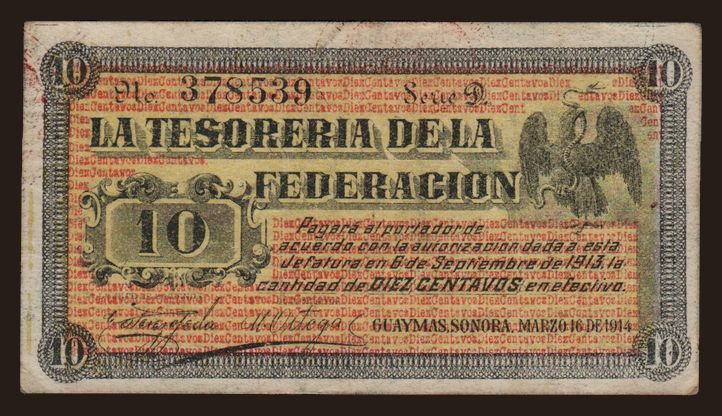 10 10
No 378539 Serie D
LA TESORERIA DE LA
FEDERACION
10
Pagará al portador de
acuerdo con la autorizacion dada a esta
Jefatura en 6 de Septiembre de 1913, la
cantidad de DIEZ CENTAVOS, en efectivo.
GUAYMAS, SONORA, MARZO 16 DE 1914
10 10